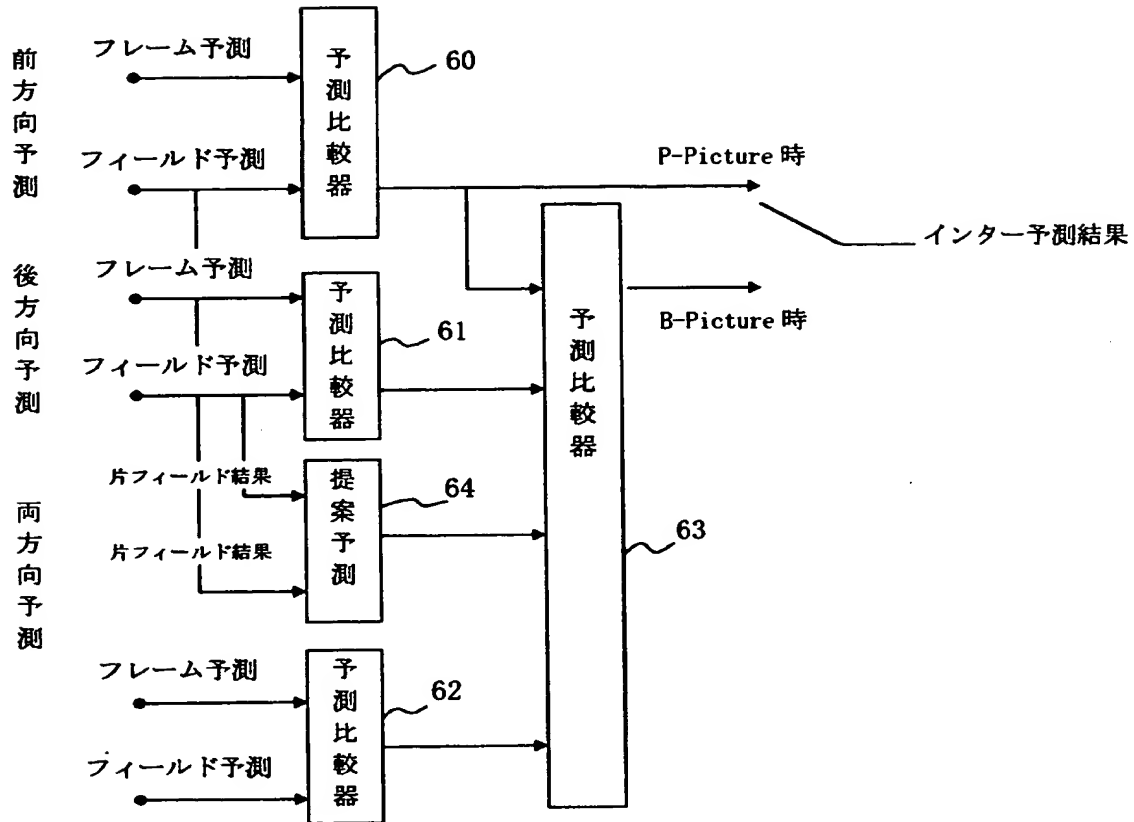 前方向予測
フレーム予測
フィールド予測
予測比較器
60
P-Picture 時
インター予測結果
B-Picture 時
後方向予測
フレーム予測
フィールド予測
予測比較器
61
予測比較器
63
両方向予測
片フィールド結果
片フィールド結果
提案予測
64
フレーム予測
フィールド予測
予測比較器
62